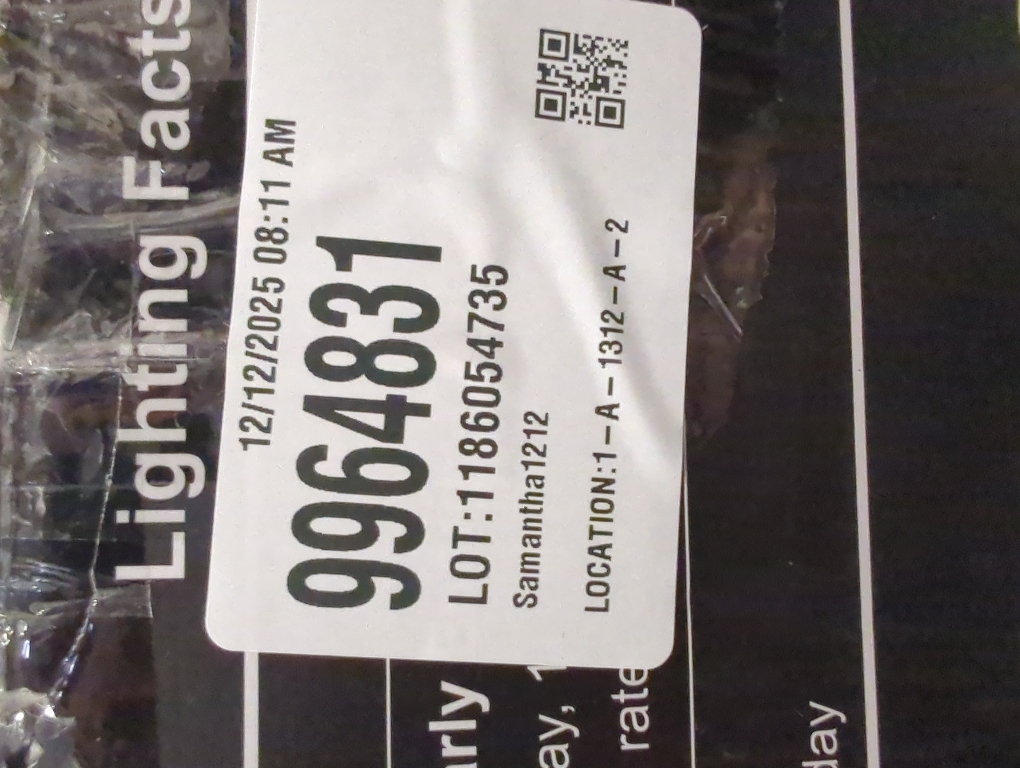 Lighting Facts
12/12/2025 08:11 AM
9964831
LOT:1186054735
Samantha1212
LOCATION:1-A-1312-A-2
rate
day